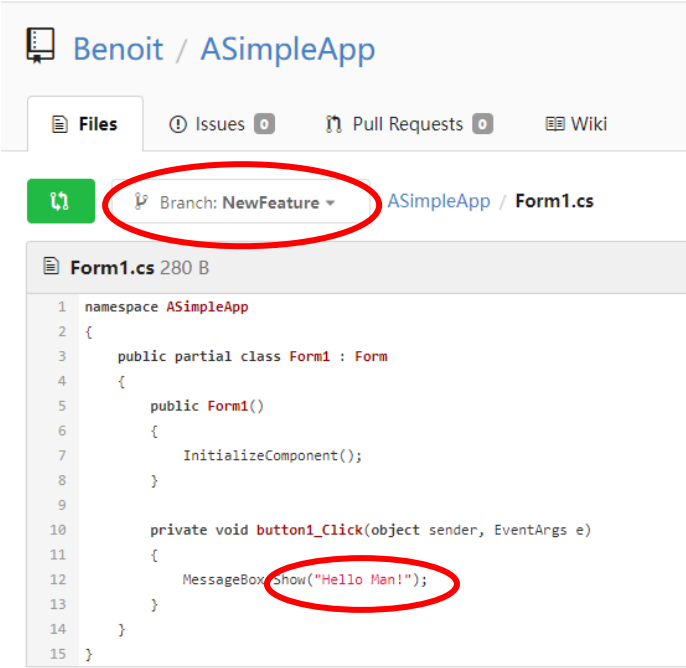 Benoit / ASimpleApp
Files Issues 0 Pull Requests 0 Wiki
Branch: NewFeature ASimpleApp / Form1.cs
Form1.cs 280 B
1 namespace ASimpleApp
2 {
3     public partial class Form1 : Form
4     {
5         public Form1()
6         {
7             InitializeComponent();
8         }
9
10         private void button1_Click(object sender, EventArgs e)
11         {
12             MessageBox.Show("Hello Man!");
13         }
14     }
15 }